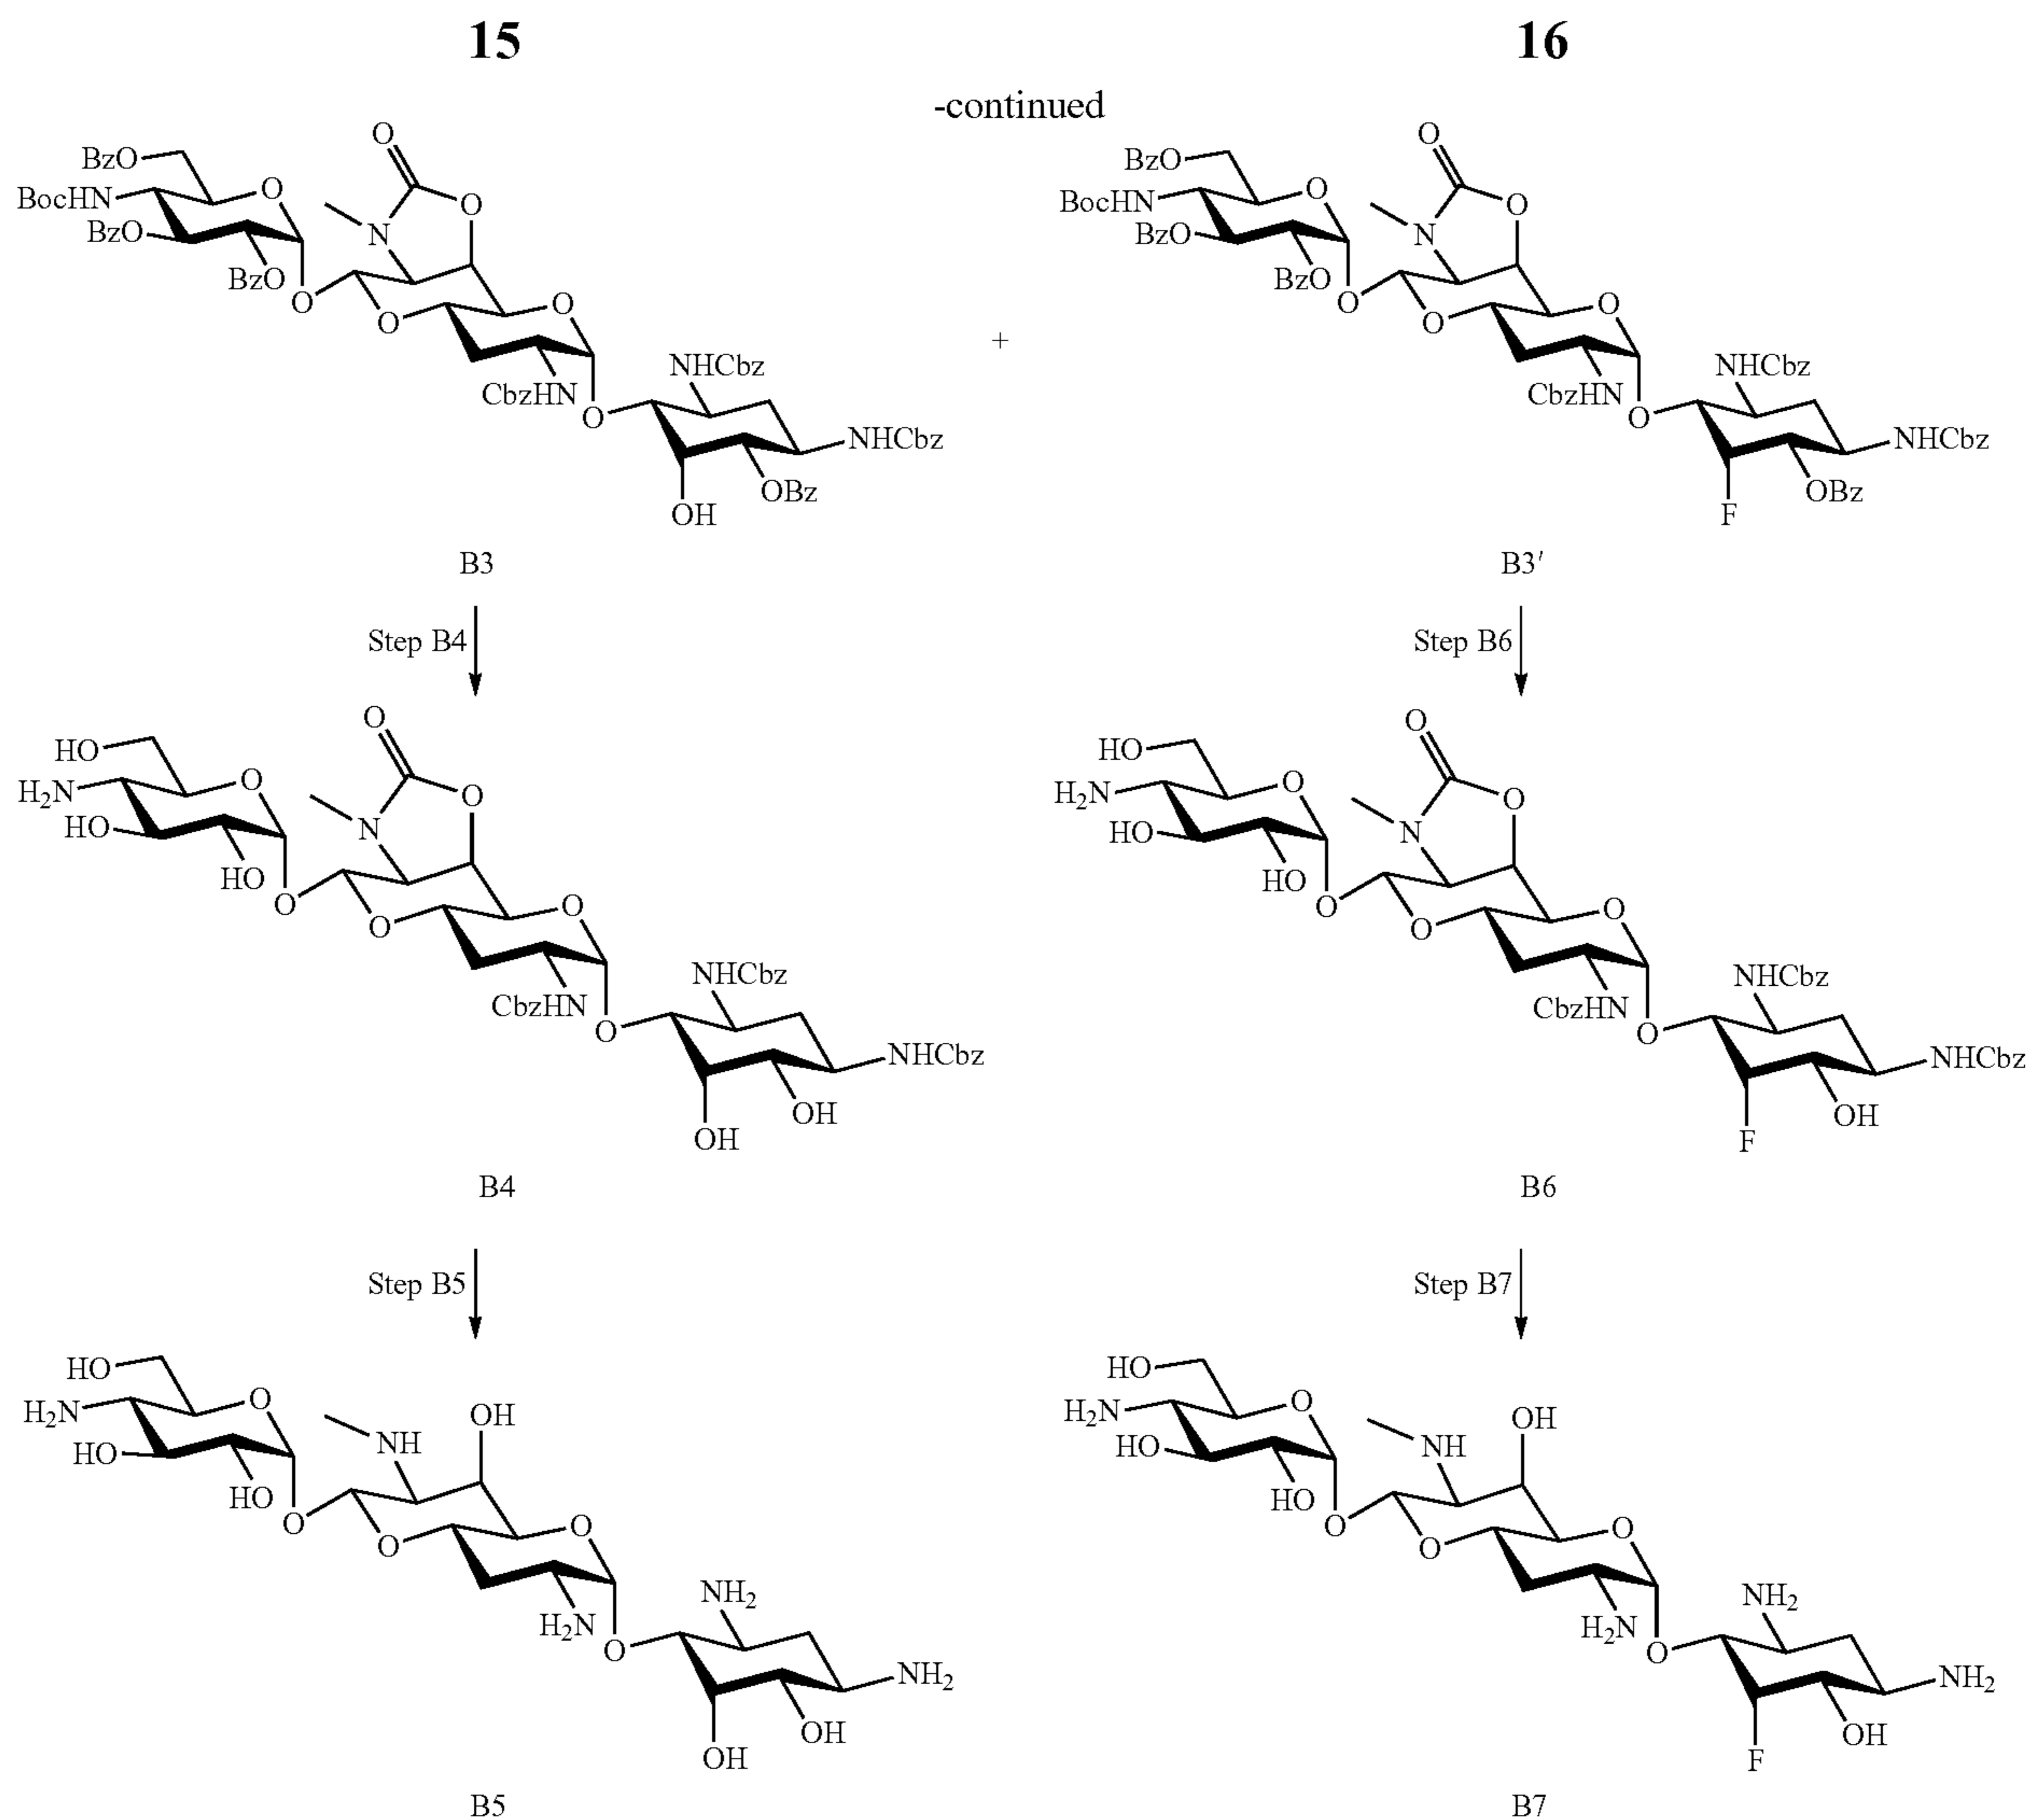 15 16
-continued
O O
BzO BzO
BocHN O O BocHN O O
BzO N BzO N
BzO BzO
O O O O O O
NHCbz NHCbz
+
CbzHN CbzHN
O O
NHCbz NHCbz
OBz OBz
OH F
B3 B3′
Step B4 Step B6
O O
HO HO
H₂N O O H₂N O O
HO N HO N
HO HO
O O O O O O
NHCbz NHCbz
CbzHN CbzHN
O O
NHCbz NHCbz
OH OH
OH F
B4 B6
Step B5 Step B7
HO HO
H₂N O OH H₂N O OH
HO NH HO NH
HO HO
O O O O O O
NH₂ NH₂
H₂N H₂N
O O
NH₂ NH₂
OH OH
OH F
B5 B7